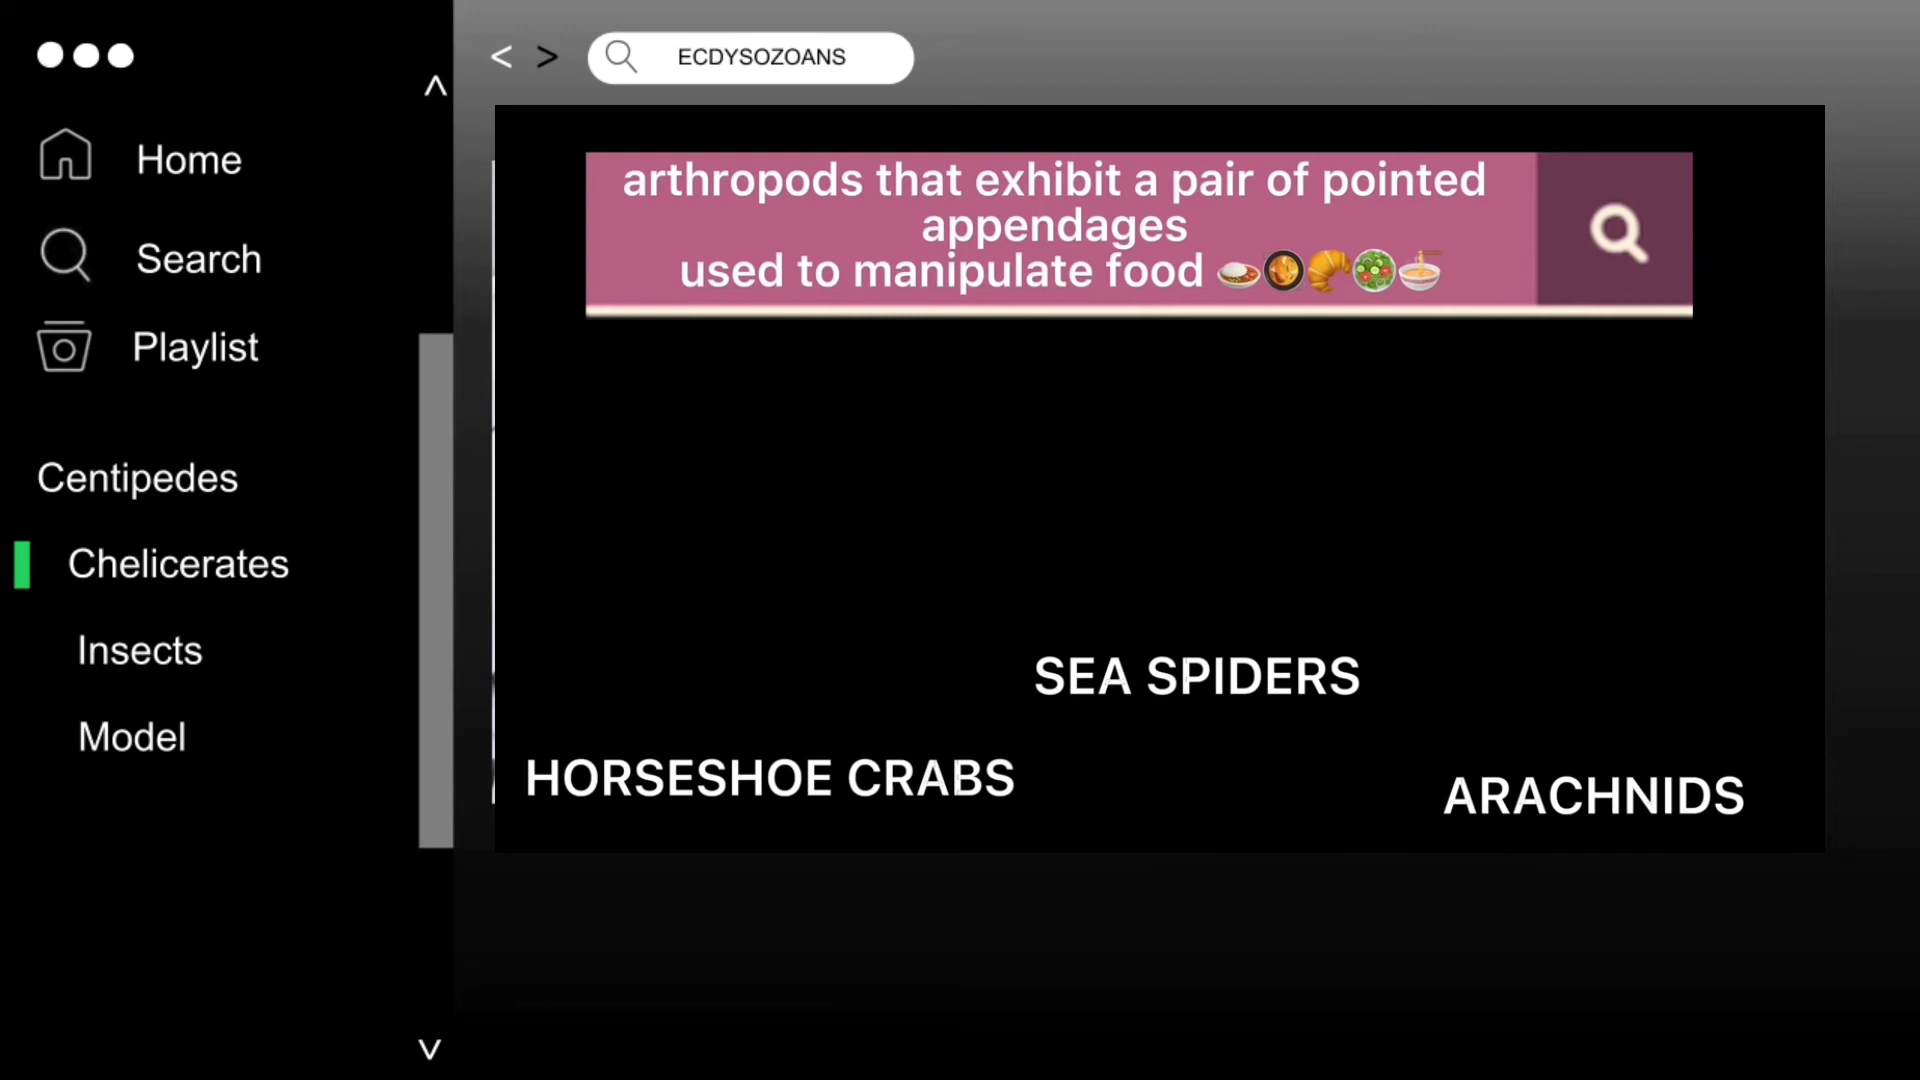 Home
Search
Playlist
Centipedes
Chelicerates
Insects
Model
< > ECDYSOZOANS
arthropods that exhibit a pair of pointed
appendages
used to manipulate food 🍛🥘🥐🥗🍜
SEA SPIDERS
HORSESHOE CRABS
ARACHNIDS